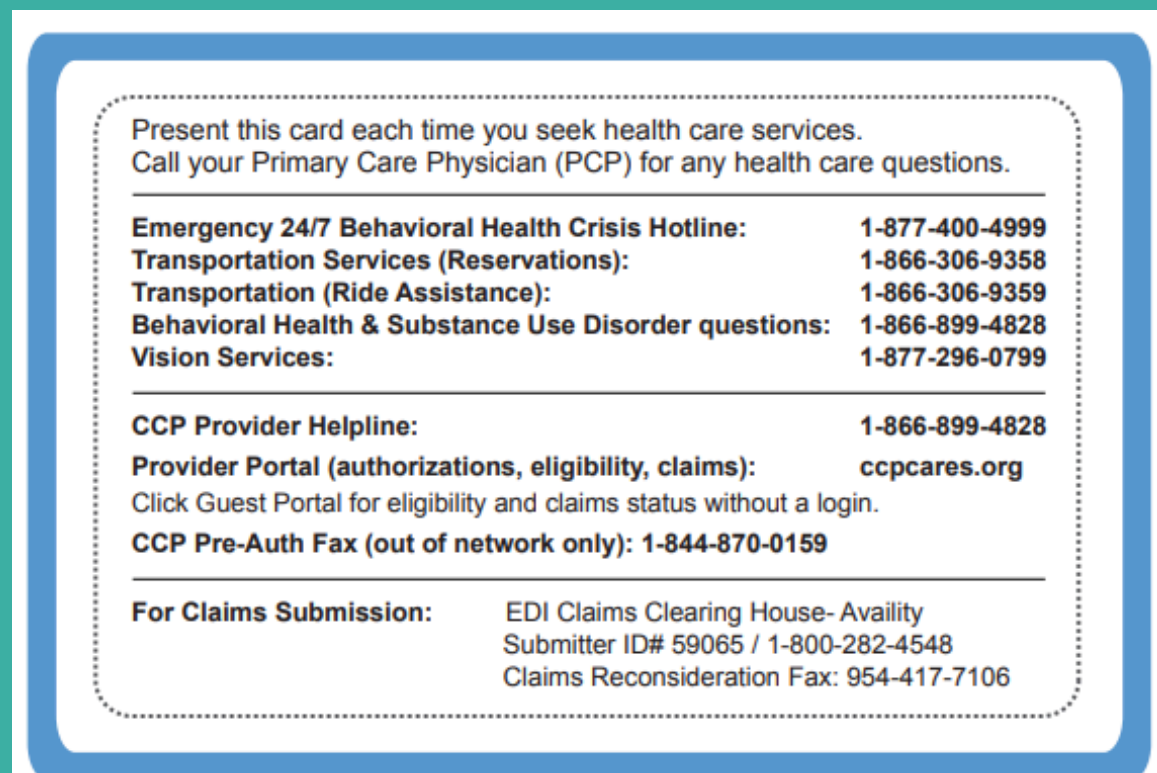 Present this card each time you seek health care services.
Call your Primary Care Physician (PCP) for any health care questions.
Emergency 24/7 Behavioral Health Crisis Hotline: 1-877-400-4999
Transportation Services (Reservations): 1-866-306-9358
Transportation (Ride Assistance): 1-866-306-9359
Behavioral Health & Substance Use Disorder questions: 1-866-899-4828
Vision Services: 1-877-296-0799
CCP Provider Helpline: 1-866-899-4828
Provider Portal (authorizations, eligibility, claims): ccpcares.org
Click Guest Portal for eligibility and claims status without a login.
CCP Pre-Auth Fax (out of network only): 1-844-870-0159
For Claims Submission: EDI Claims Clearing House- Availity
Submitter ID# 59065 / 1-800-282-4548
Claims Reconsideration Fax: 954-417-7106